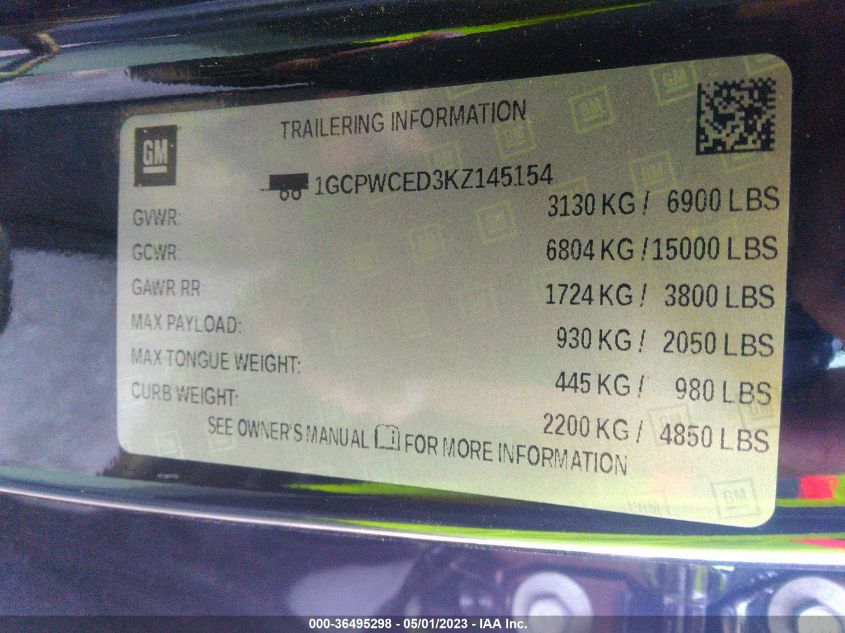 GM
TRAILERING INFORMATION
1GCPWCED3KZ145154
GVWR: 3130 KG / 6900 LBS
GCWR: 6804 KG / 15000 LBS
GAWR RR 1724 KG / 3800 LBS
MAX PAYLOAD: 930 KG / 2050 LBS
MAX TONGUE WEIGHT: 445 KG / 980 LBS
CURB WEIGHT: 2200 KG / 4850 LBS
SEE OWNER'S MANUAL FOR MORE INFORMATION
000-36495298 - 05/01/2023 - IAA Inc.